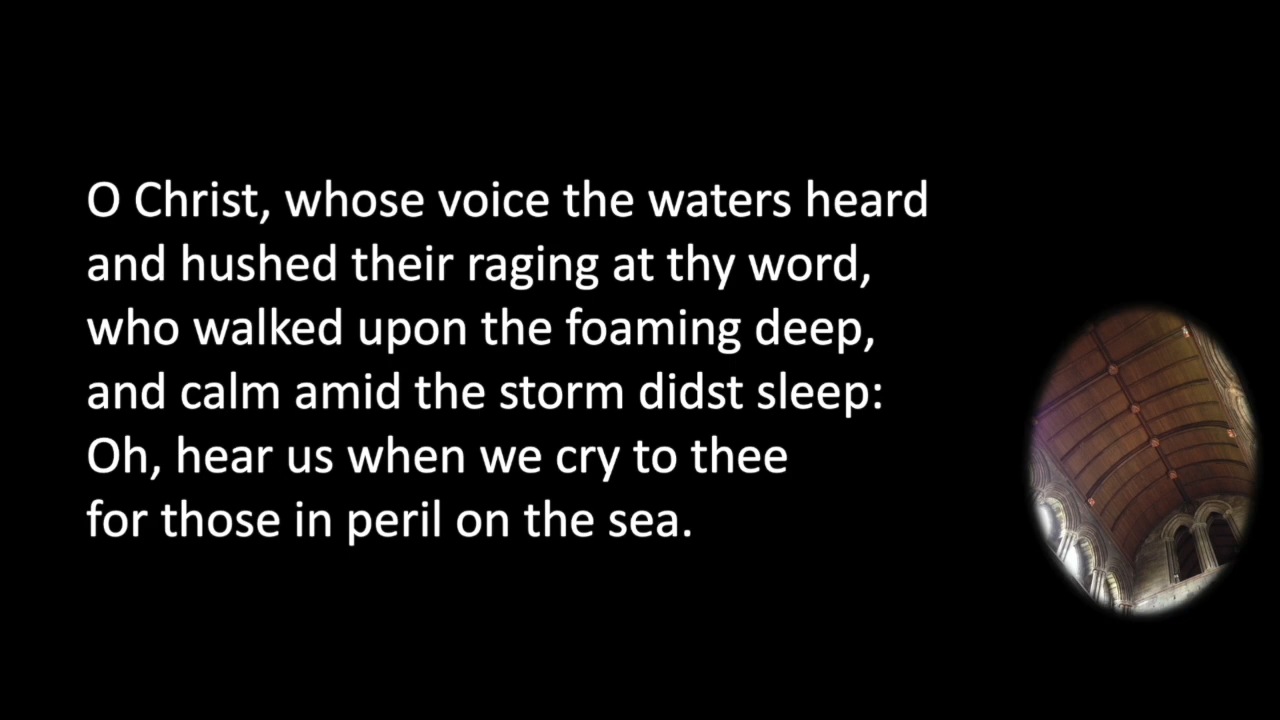 O Christ, whose voice the waters heard
and hushed their raging at thy word,
who walked upon the foaming deep,
and calm amid the storm didst sleep:
Oh, hear us when we cry to thee
for those in peril on the sea.